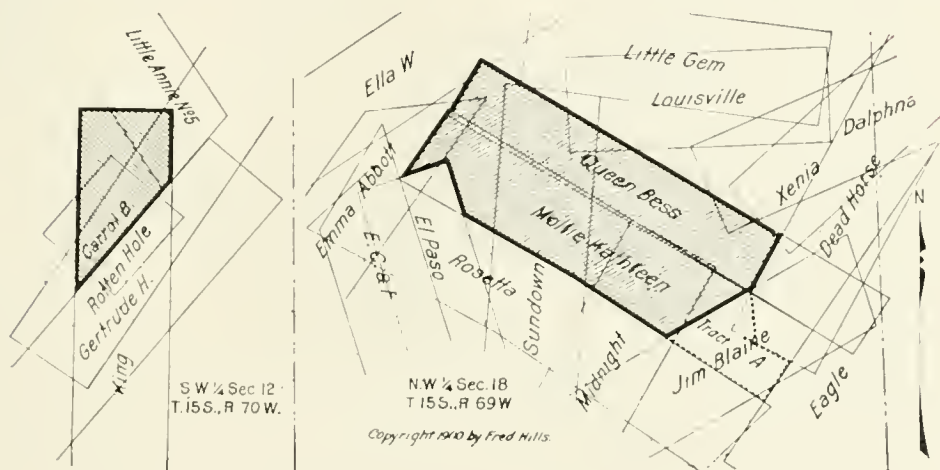 Little Annie Nº5
Carrol B.
Rotten Hole
Gertrude H.
King
S.W ¼ Sec 12
T.15S., R 70W.
Ella W
Little Gem
Louisville
Dalphne
Queen Bess
Xenia
Dead Horse
N
Emma Abbott
El Paso
Rosetta
Mollie Kathleen
Sundown
Midnight
Tract
A
Jim Blaine
Eagle
N.W ¼ Sec. 18
T 15S., R 69W
Copyright 1900 by Fred Hills.